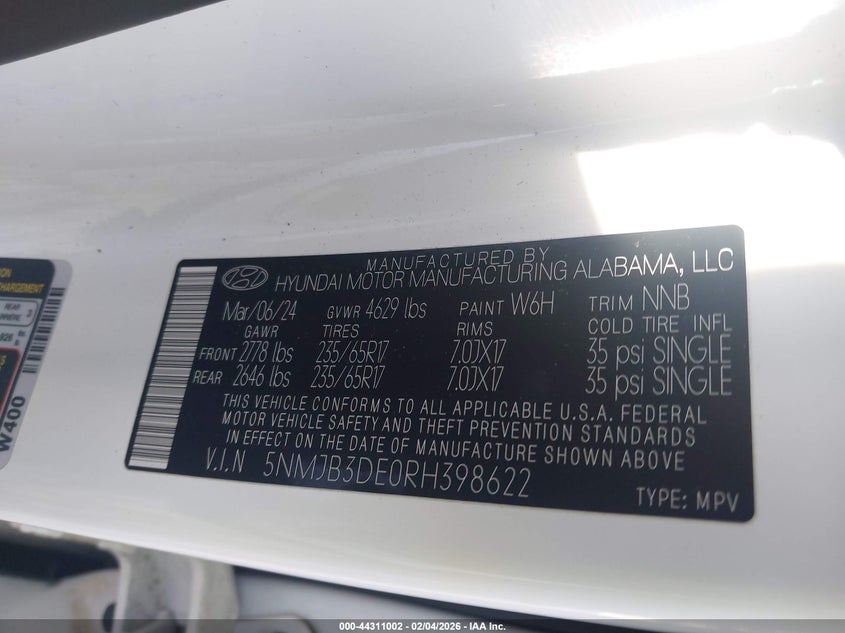 MANUFACTURED BY
HYUNDAI MOTOR MANUFACTURING ALABAMA, LLC
Mar/06/24 GVWR 4629 lbs PAINT W6H TRIM NNB
GAWR TIRES RIMS COLD TIRE INFL
FRONT 2778 lbs 235/65R17 7.0JX17 35 psi SINGLE
REAR 2646 lbs 235/65R17 7.0JX17 35 psi SINGLE
THIS VEHICLE CONFORMS TO ALL APPLICABLE U.S.A. FEDERAL
MOTOR VEHICLE SAFETY AND THEFT PREVENTION STANDARDS
IN EFFECT ON THE DATE OF MANUFACTURE SHOWN ABOVE
V.I.N 5NMJB3DE0RH398622
TYPE: MPV
REAR
3
W400
000-44311002 - 02/04/2026 - IAA Inc.